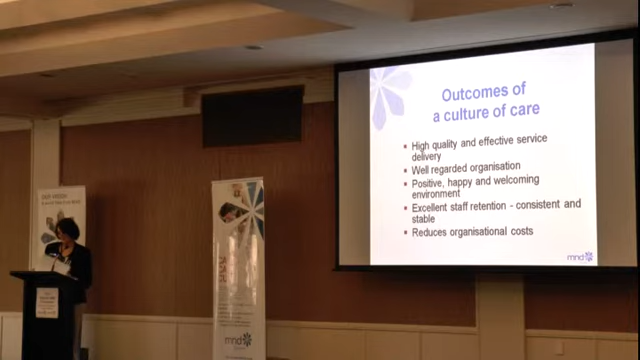 Outcomes of
a culture of care
High quality and effective service
delivery
Well regarded organisation
Positive, happy and welcoming
environment
Excellent staff retention - consistent and
stable
Reduces organisational costs
mnd
mnd